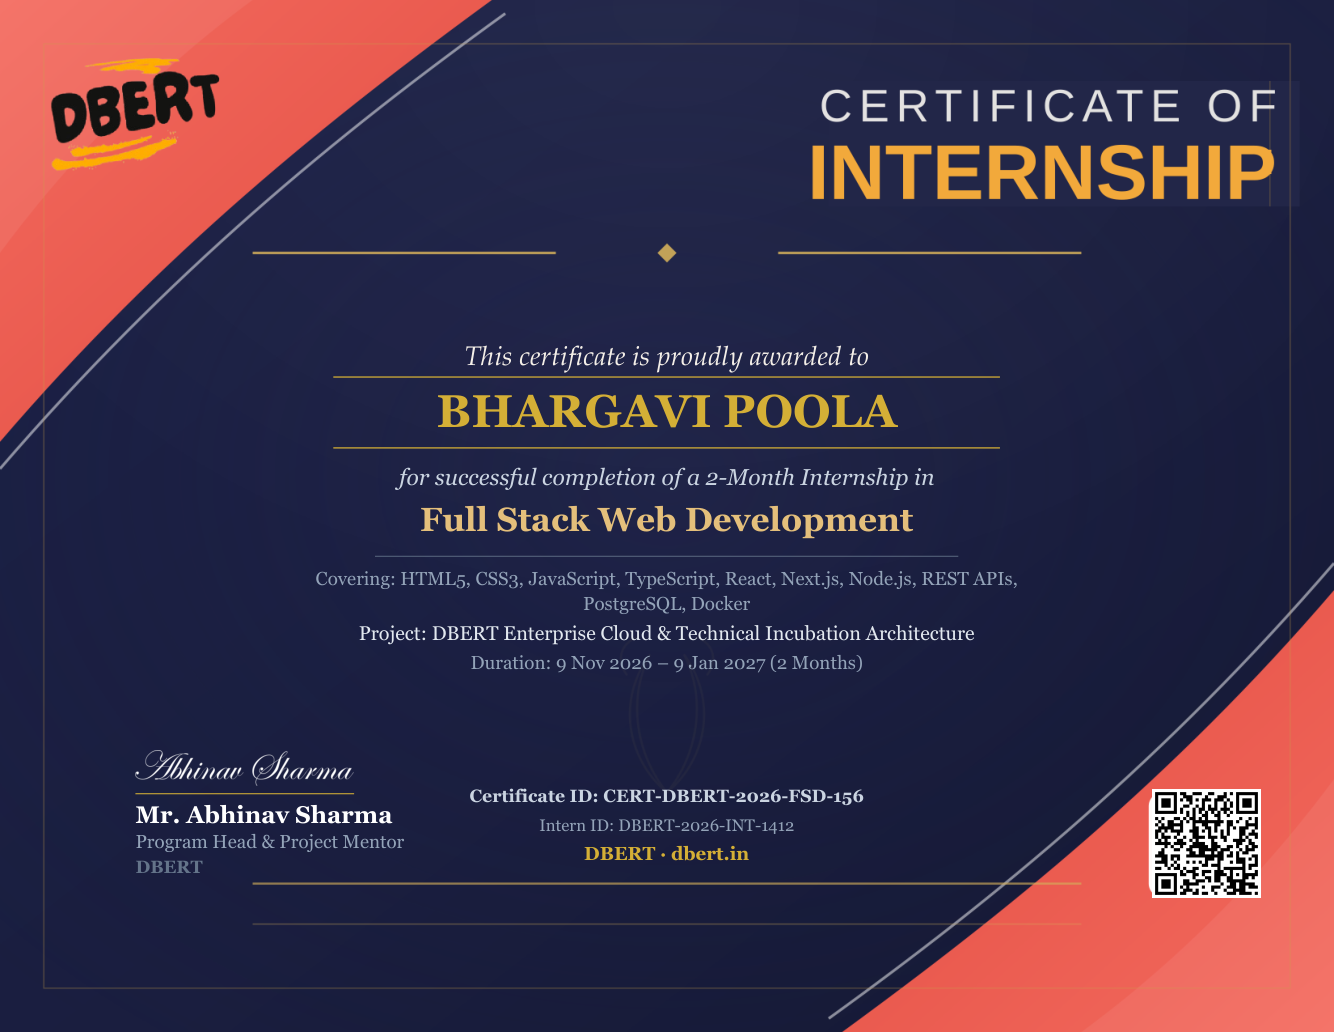 DBERT
CERTIFICATE OF
INTERNSHIP
This certificate is proudly awarded to
BHARGAVI POOLA
for successful completion of a 2-Month Internship in
Full Stack Web Development
Covering: HTML5, CSS3, JavaScript, TypeScript, React, Next.js, Node.js, REST APIs,
PostgreSQL, Docker
Project: DBERT Enterprise Cloud & Technical Incubation Architecture
Duration: 9 Nov 2026 – 9 Jan 2027 (2 Months)
Abhinav Sharma
Mr. Abhinav Sharma
Program Head & Project Mentor
DBERT
Certificate ID: CERT-DBERT-2026-FSD-156
Intern ID: DBERT-2026-INT-1412
DBERT · dbert.in